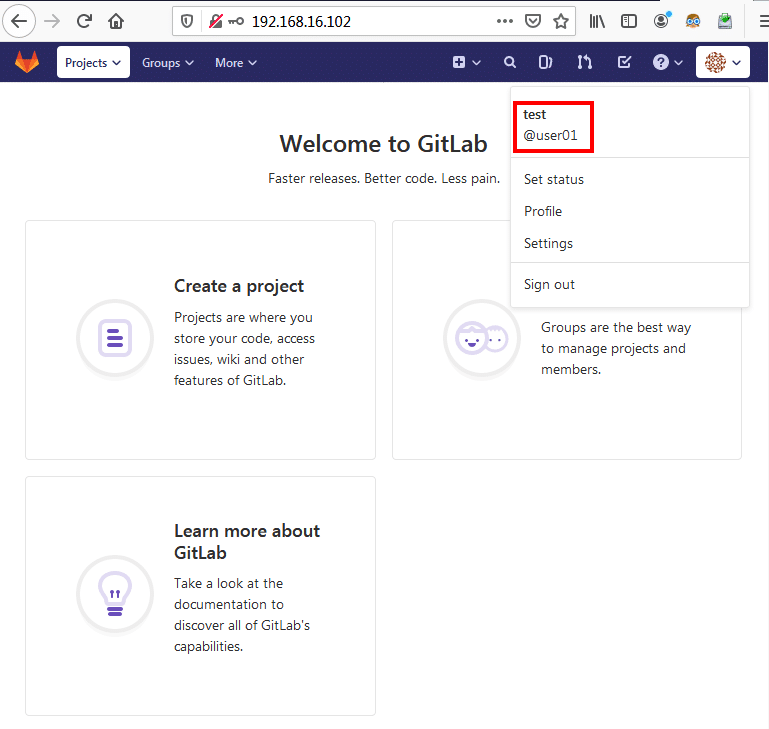 192.168.16.102
Projects
Groups
More
test
@user01
Set status
Profile
Settings
Sign out
Welcome to GitLab
Faster releases. Better code. Less pain.
Create a project
Projects are where you
store your code, access
issues, wiki and other
features of GitLab.
Groups are the best way
to manage projects and
members.
Learn more about
GitLab
Take a look at the
documentation to
discover all of GitLab's
capabilities.